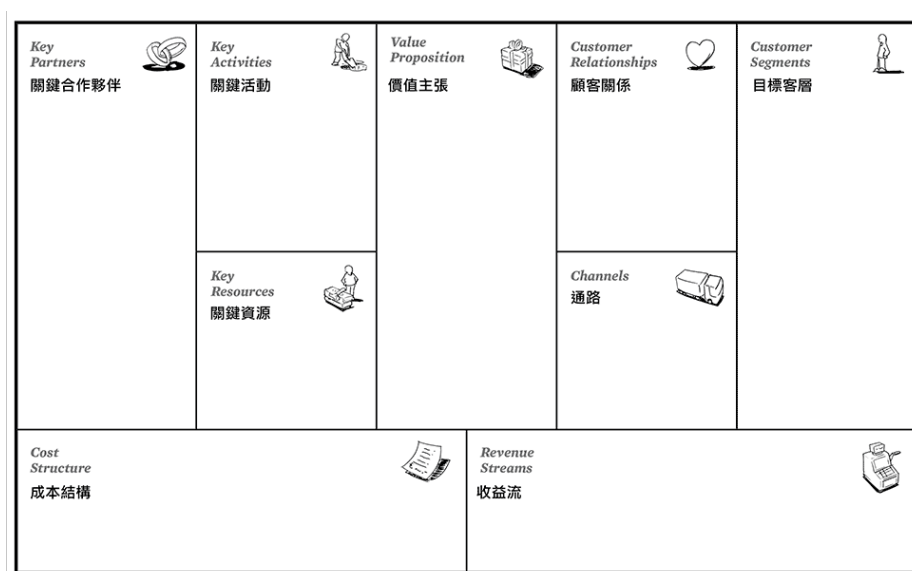 Key
Partners
關鍵合作夥伴
Key
Activities
關鍵活動
Key
Resources
關鍵資源
Value
Proposition
價值主張
Customer
Relationships
顧客關係
Channels
通路
Customer
Segments
目標客層
Cost
Structure
成本結構
Revenue
Streams
收益流